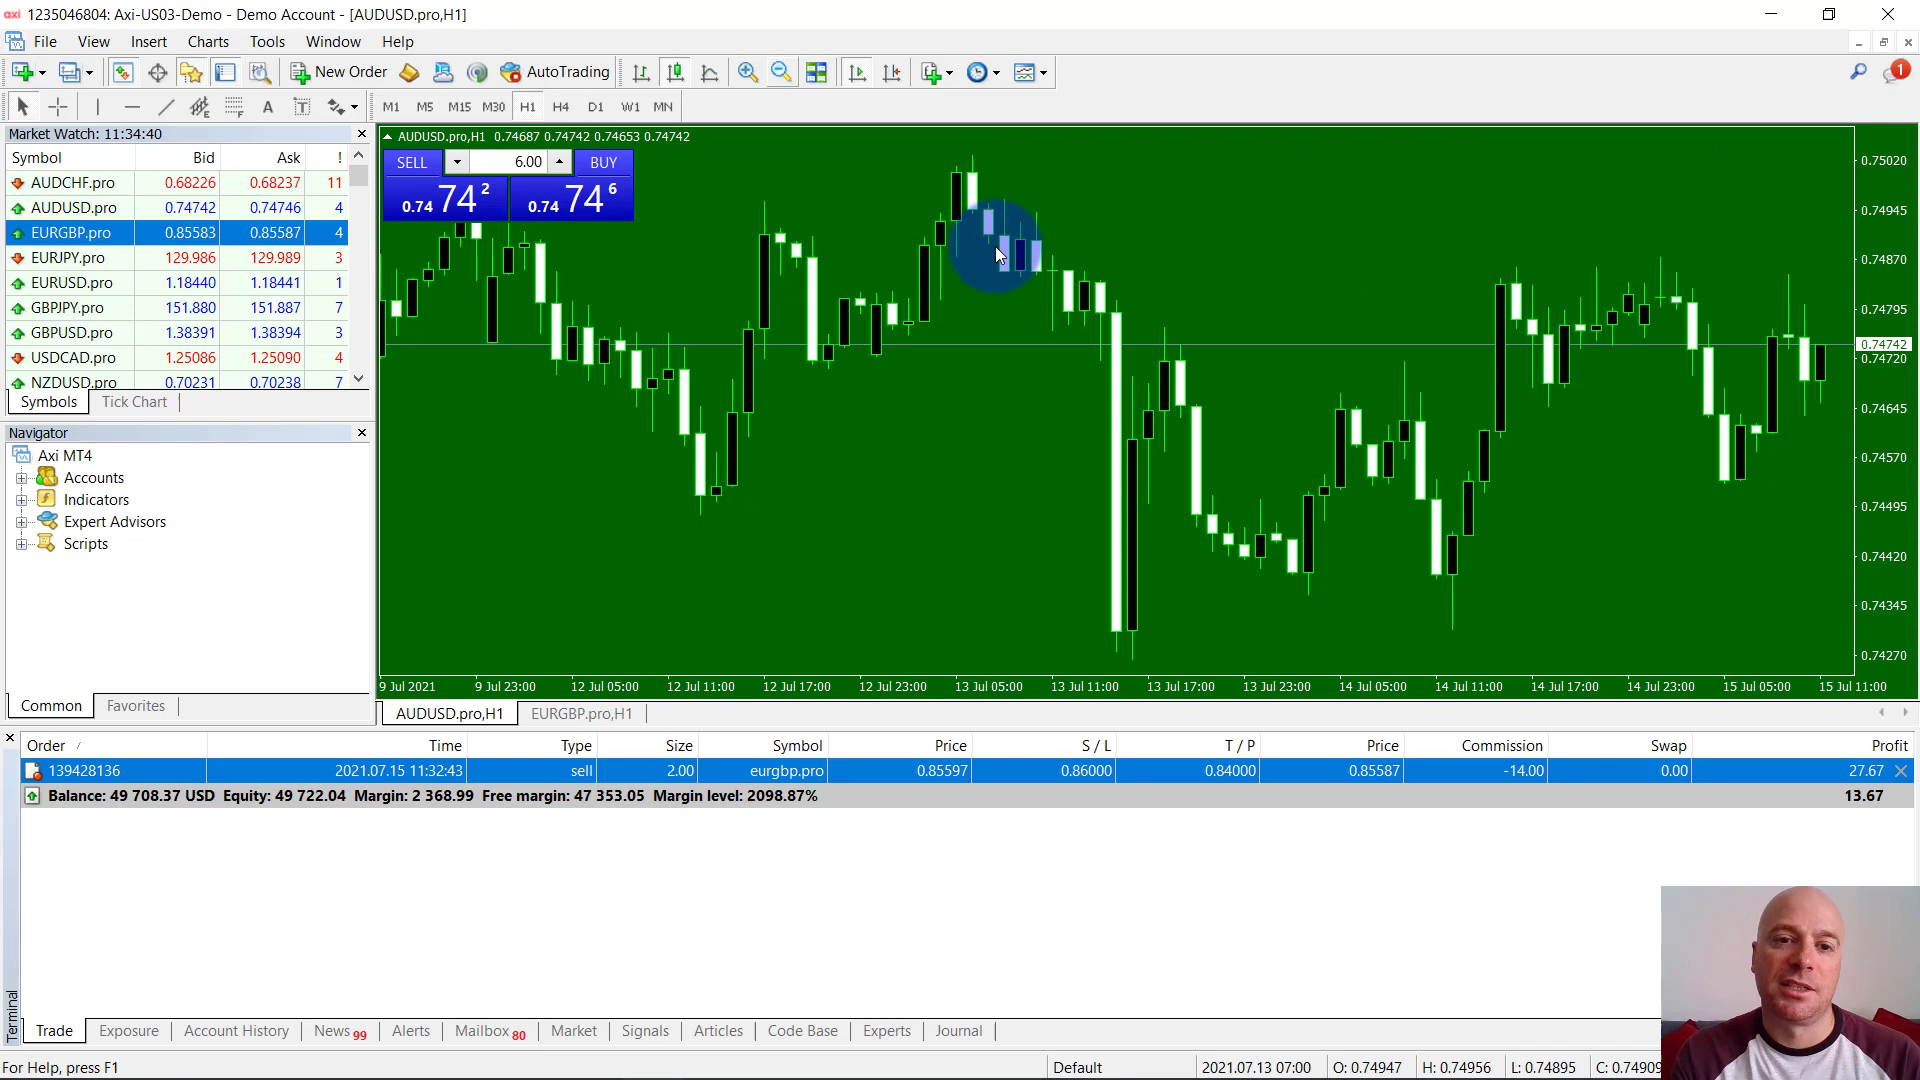 axi 1235046804: Axi-US03-Demo - Demo Account - [AUDUSD.pro,H1]
File View Insert Charts Tools Window Help
New Order AutoTrading 1
A T M1 M5 M15 M30 H1 H4 D1 W1 MN
Market Watch: 11:34:40
Symbol Bid Ask !
AUDCHF.pro 0.68226 0.68237 11
AUDUSD.pro 0.74742 0.74746 4
EURGBP.pro 0.85583 0.85587 4
EURJPY.pro 129.986 129.989 3
EURUSD.pro 1.18440 1.18441 1
GBPJPY.pro 151.880 151.887 7
GBPUSD.pro 1.38391 1.38394 3
USDCAD.pro 1.25086 1.25090 4
NZDUSD.pro 0.70231 0.70238 7
Symbols Tick Chart
Navigator
Axi MT4
Accounts
Indicators
Expert Advisors
Scripts
Common Favorites
AUDUSD.pro,H1 0.74687 0.74742 0.74653 0.74742
SELL 6.00 BUY
0.74 74 2 0.74 74 6
0.75020
0.74945
0.74870
0.74795
0.74742
0.74720
0.74645
0.74570
0.74495
0.74420
0.74345
0.74270
9 Jul 2021 9 Jul 23:00 12 Jul 05:00 12 Jul 11:00 12 Jul 17:00 12 Jul 23:00 13 Jul 05:00 13 Jul 11:00 13 Jul 17:00 13 Jul 23:00 14 Jul 05:00 14 Jul 11:00 14 Jul 17:00 14 Jul 23:00 15 Jul 05:00 15 Jul 11:00
AUDUSD.pro,H1 EURGBP.pro,H1
Order / Time Type Size Symbol Price S / L T / P Price Commission Swap Profit
139428136 2021.07.15 11:32:43 sell 2.00 eurgbp.pro 0.85597 0.86000 0.84000 0.85587 -14.00 0.00 27.67
Balance: 49 708.37 USD Equity: 49 722.04 Margin: 2 368.99 Free margin: 47 353.05 Margin level: 2098.87% 13.67
Terminal
Trade Exposure Account History News 99 Alerts Mailbox 80 Market Signals Articles Code Base Experts Journal
For Help, press F1 Default 2021.07.13 07:00 O: 0.74947 H: 0.74956 L: 0.74895 C: 0.74909